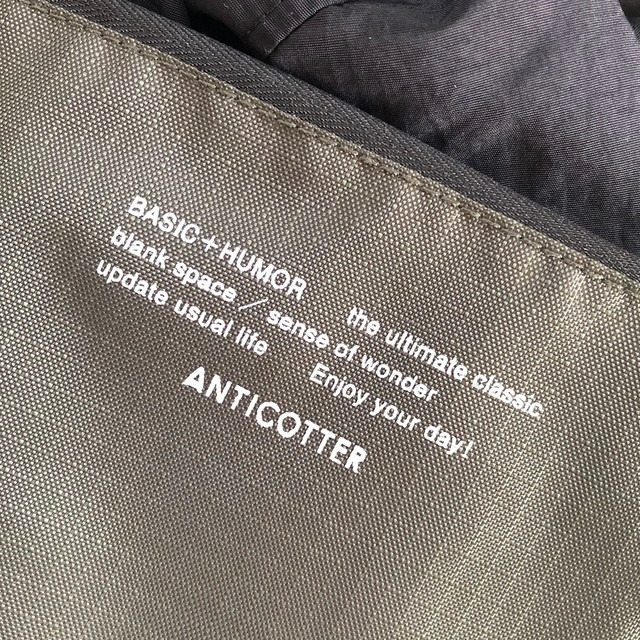 BASIC+HUMOR the ultimate classic
blank space / sense of wonder
update usual life Enjoy your day!
ANTICOTTER